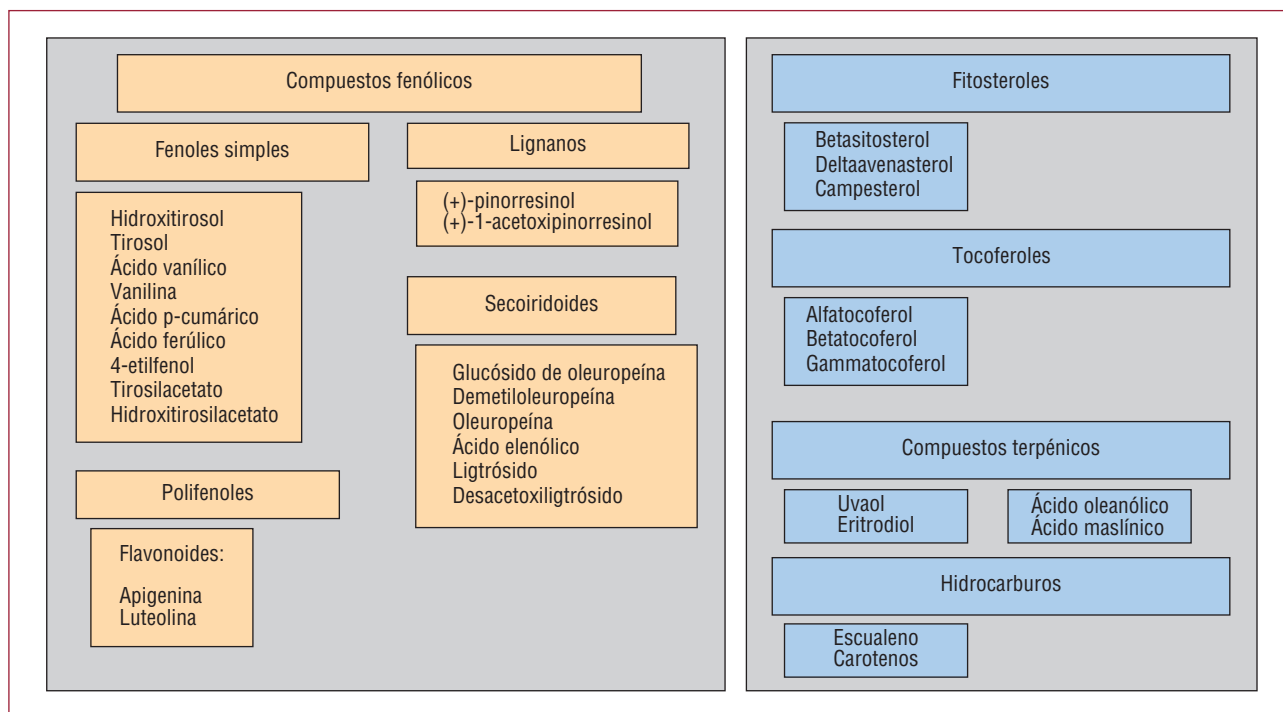 Compuestos fenólicos
Fenoles simples
Hidroxitirosol
Tirosol
Ácido vanílico
Vanilina
Ácido p-cumárico
Ácido ferúlico
4-etilfenol
Tirosilacetato
Hidroxitirosilacetato
Polifenoles
Flavonoides:
Apigenina
Luteolina
Lignanos
(+)-pinorresinol
(+)-1-acetoxipinorresinol
Secoiridoides
Glucósido de oleuropeína
Demetiloleuropeína
Oleuropeína
Ácido elenólico
Ligtrósido
Desacetoxiligtrósido
Fitosteroles
Betasitosterol
Deltaavenasterol
Campesterol
Tocoferoles
Alfatocoferol
Betatocoferol
Gammatocoferol
Compuestos terpénicos
Uvaol
Eritrodiol
Ácido oleanólico
Ácido maslínico
Hidrocarburos
Escualeno
Carotenos